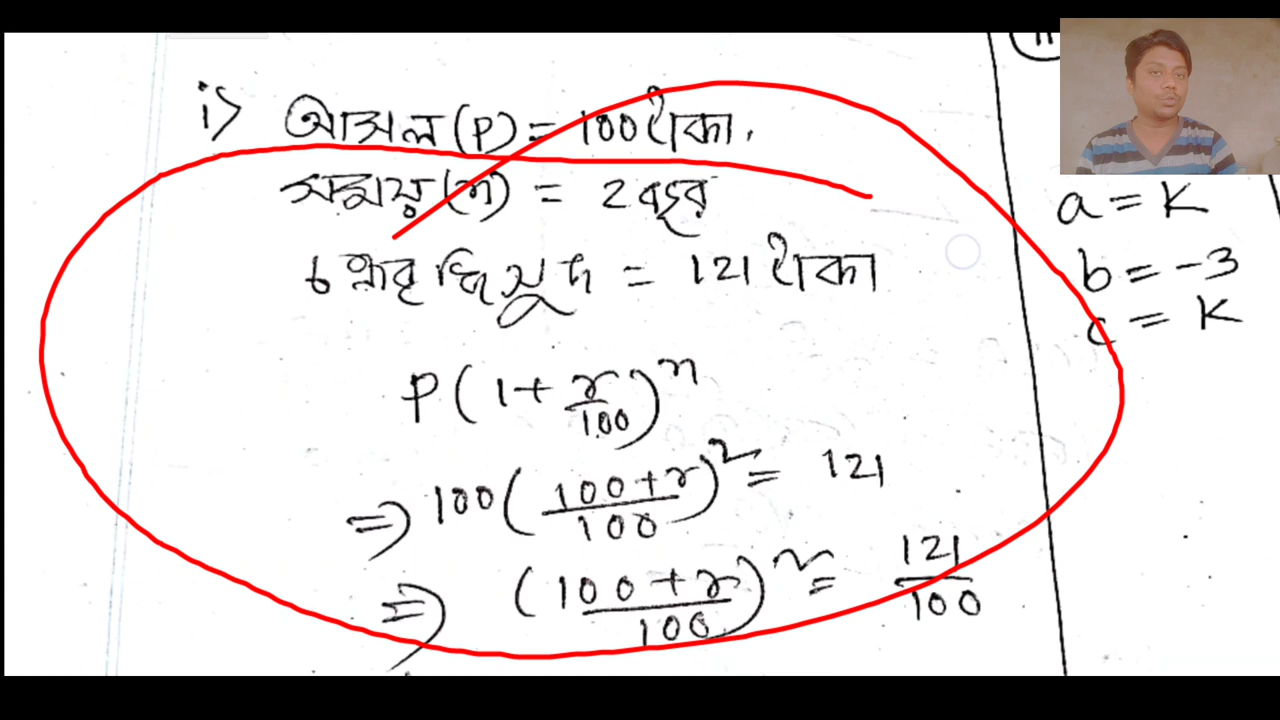 i) আসল (P) = 100 টাকা.
সময় (n) = 2 বছর
চক্রবৃদ্ধি সুদ = 121 টাকা
P(1+r/100)^n
=> 100(100+r/100)^2 = 121
=> (100+r/100)^2 = 121/100
a = K
b = -3
c = K